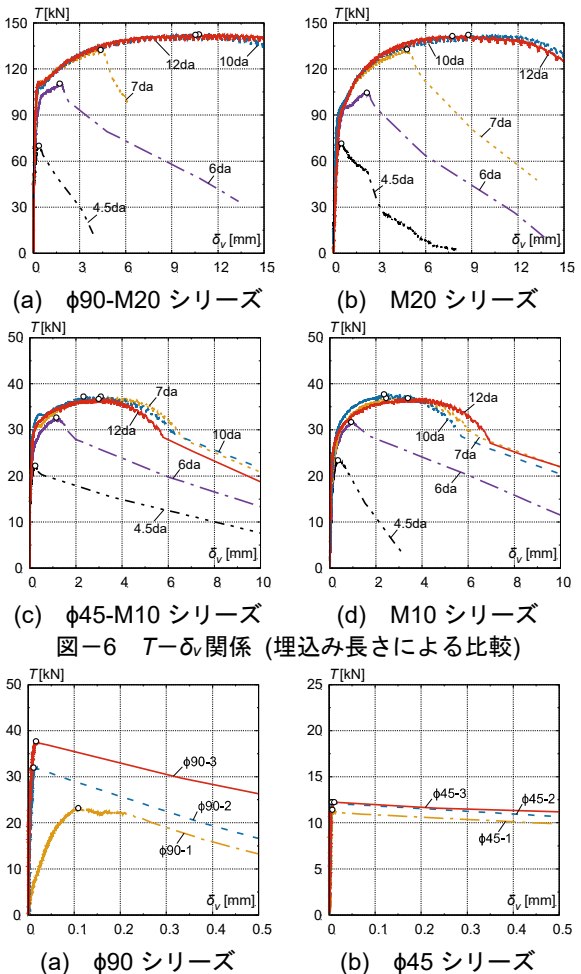 T [kN]
150
120
90
60
30
0
12da
10da
7da
6da
4.5da
δv [mm]
0 3 6 9 12 15
(a) φ90-M20 シリーズ
T [kN]
150
120
90
60
30
0
10da
12da
7da
6da
4.5da
δv [mm]
0 3 6 9 12 15
(b) M20 シリーズ
T [kN]
50
40
30
20
10
0
7da
12da
10da
6da
4.5da
δv [mm]
0 2 4 6 8 10
(c) φ45-M10 シリーズ
T [kN]
50
40
30
20
10
0
12da
10da
7da
6da
4.5da
δv [mm]
0 2 4 6 8 10
(d) M10 シリーズ
図－6 T－δv関係 (埋込み長さによる比較)
T [kN]
50
40
30
20
10
0
φ90-3
φ90-2
φ90-1
δv [mm]
0 0.1 0.2 0.3 0.4 0.5
(a) φ90 シリーズ
T [kN]
25
20
15
10
5
0
φ45-3
φ45-2
φ45-1
δv [mm]
0 0.1 0.2 0.3 0.4 0.5
(b) φ45 シリーズ